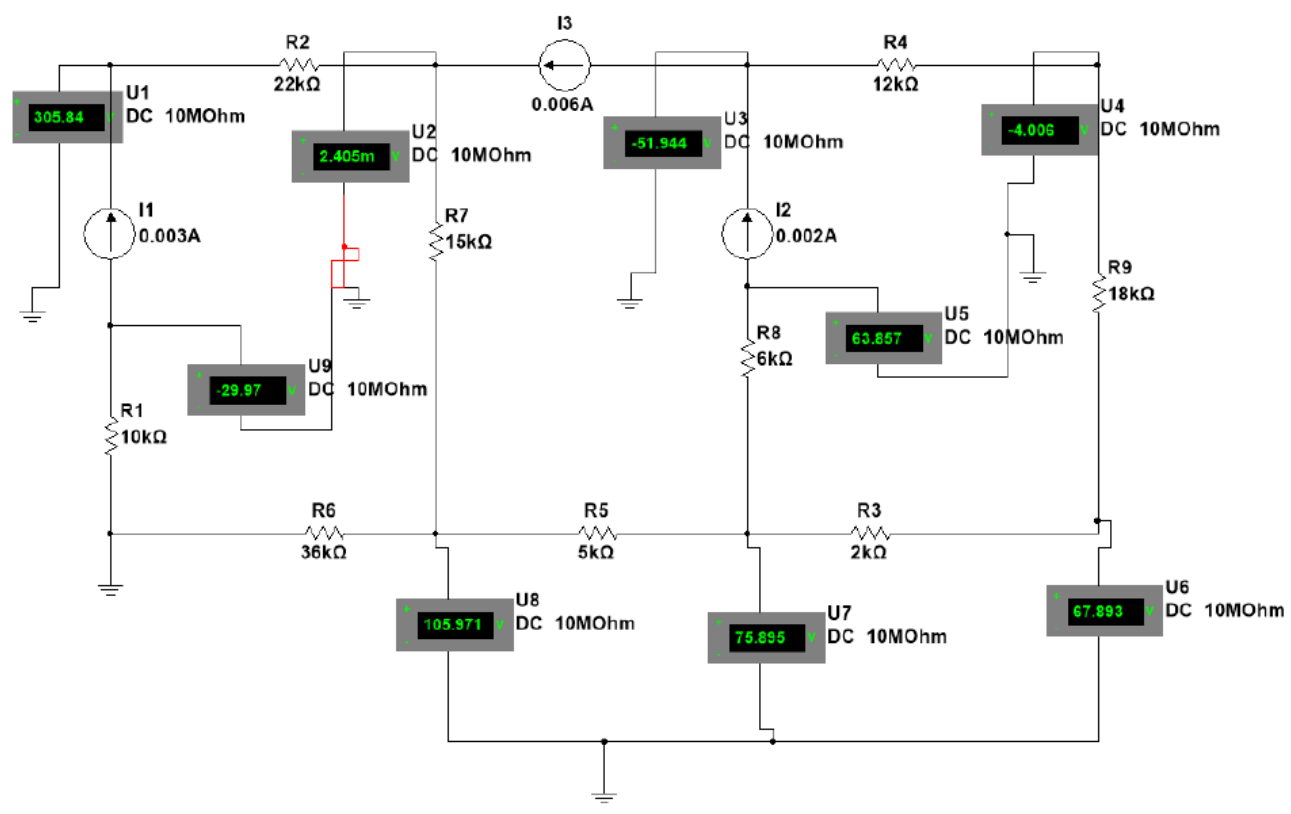 I3
0.006A
R2
22kΩ
R4
12kΩ
U1
DC 10MOhm
305.84 V
U2
DC 10MOhm
2.405m V
U3
DC 10MOhm
-51.944 V
U4
DC 10MOhm
-4.006 V
I1
0.003A
R7
15kΩ
I2
0.002A
R9
18kΩ
U5
DC 10MOhm
63.857 V
R8
6kΩ
U9
DC 10MOhm
-29.97 V
R1
10kΩ
R6
36kΩ
R5
5kΩ
R3
2kΩ
U8
DC 10MOhm
105.971 V
U7
DC 10MOhm
75.895 V
U6
DC 10MOhm
67.893 V